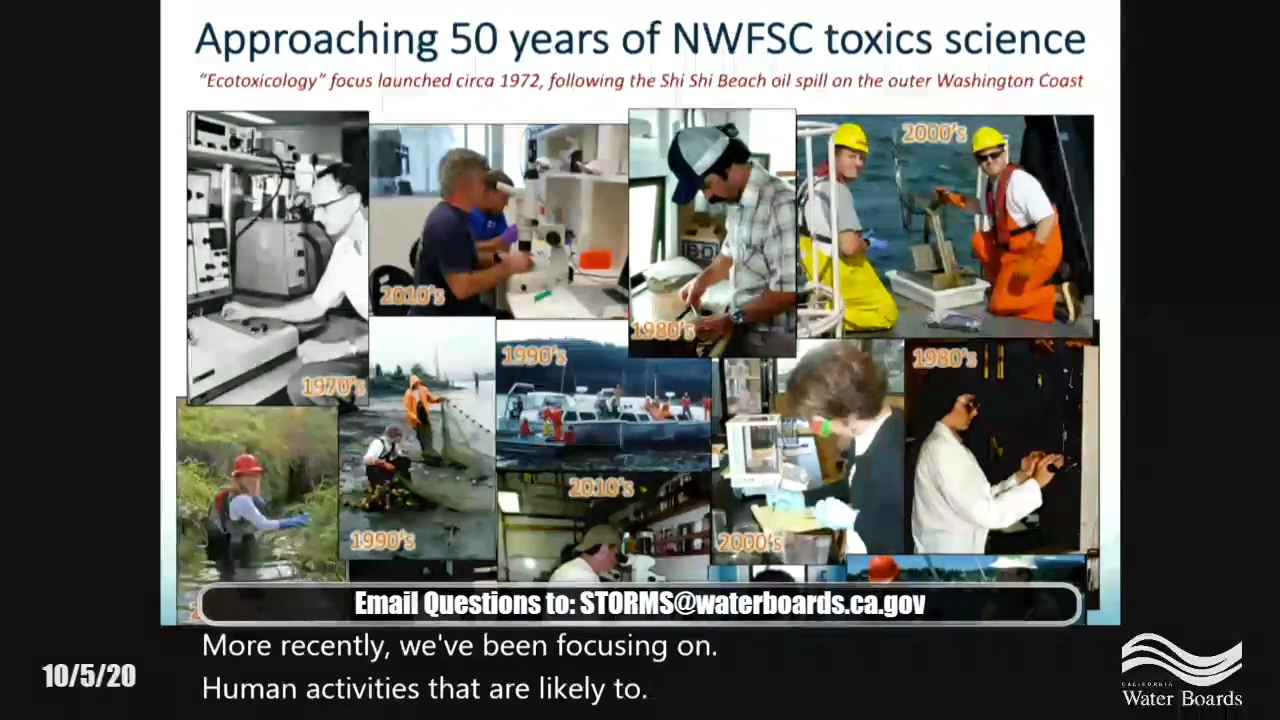 Approaching 50 years of NWFSC toxics science
"Ecotoxicology" focus launched circa 1972, following the Shi Shi Beach oil spill on the outer Washington Coast
2000's
2010's
1980's
1970's
1990's
1980's
2010's
1990's
2000's
Email Questions to: STORMS@waterboards.ca.gov
More recently, we've been focusing on.
Human activities that are likely to.
10/5/20
CALIFORNIA
Water Boards